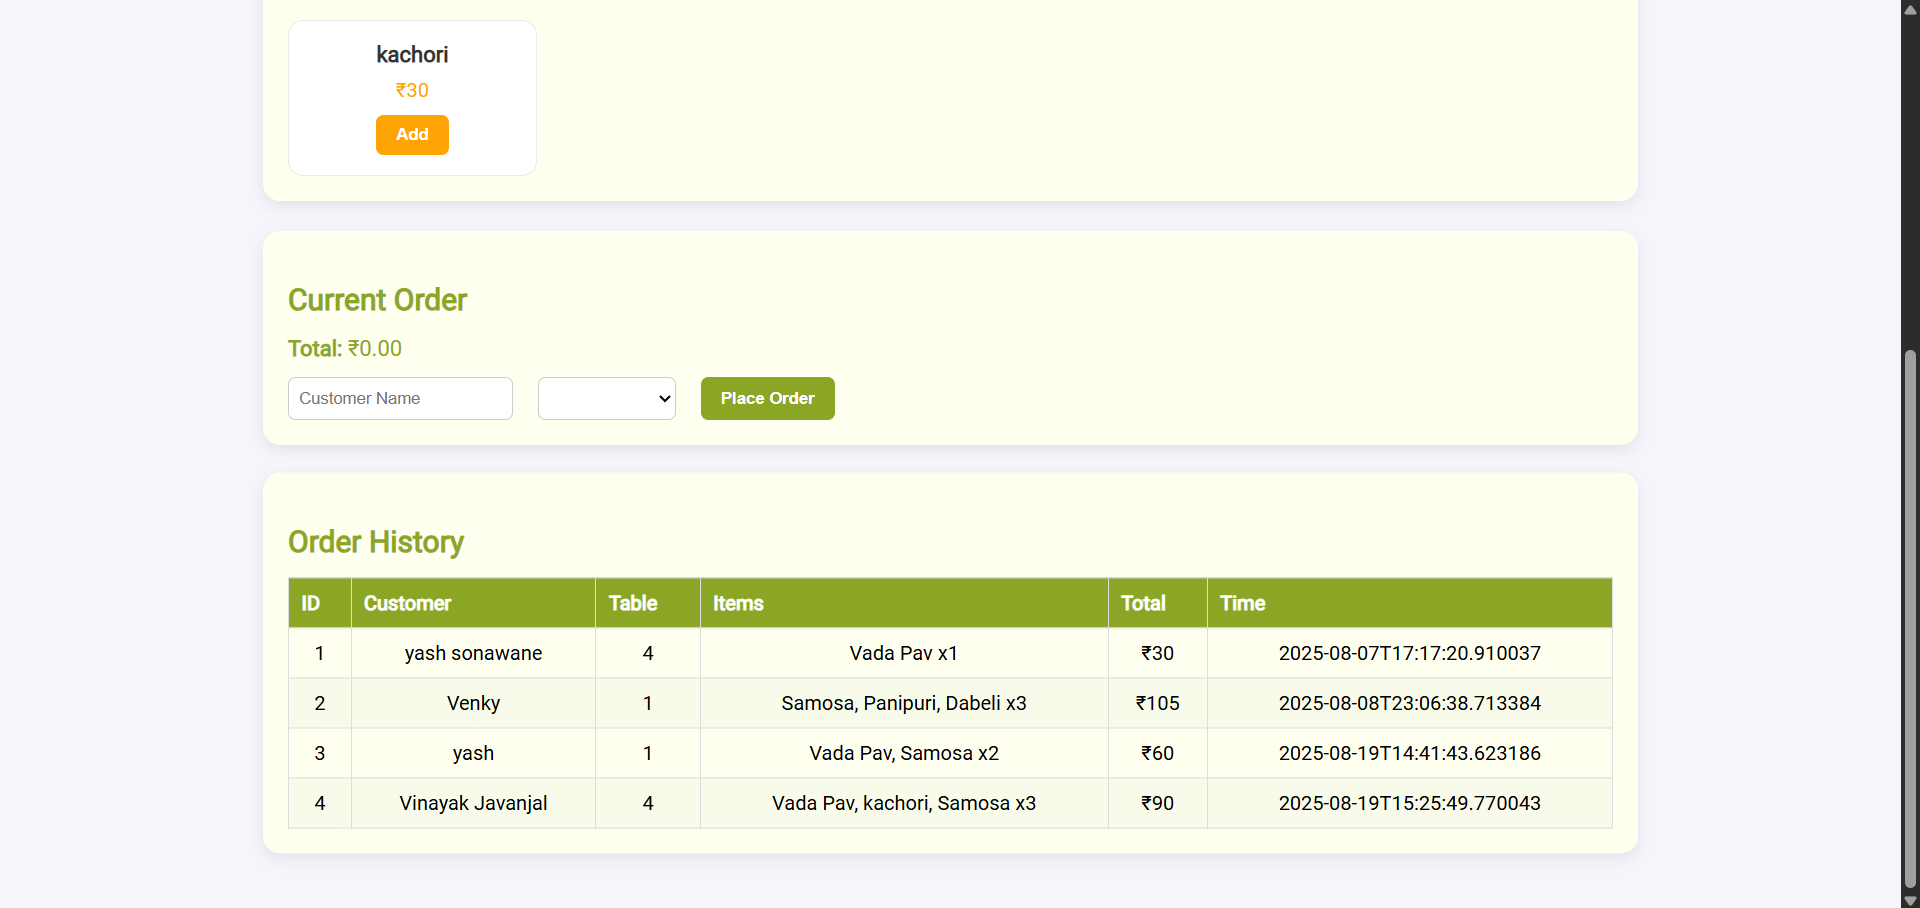 kachori
₹30
Add
Current Order
Total: ₹0.00
Customer Name
Place Order
Order History
ID Customer Table Items Total Time
1 yash sonawane 4 Vada Pav x1 ₹30 2025-08-07T17:17:20.910037
2 Venky 1 Samosa, Panipuri, Dabeli x3 ₹105 2025-08-08T23:06:38.713384
3 yash 1 Vada Pav, Samosa x2 ₹60 2025-08-19T14:41:43.623186
4 Vinayak Javanjal 4 Vada Pav, kachori, Samosa x3 ₹90 2025-08-19T15:25:49.770043